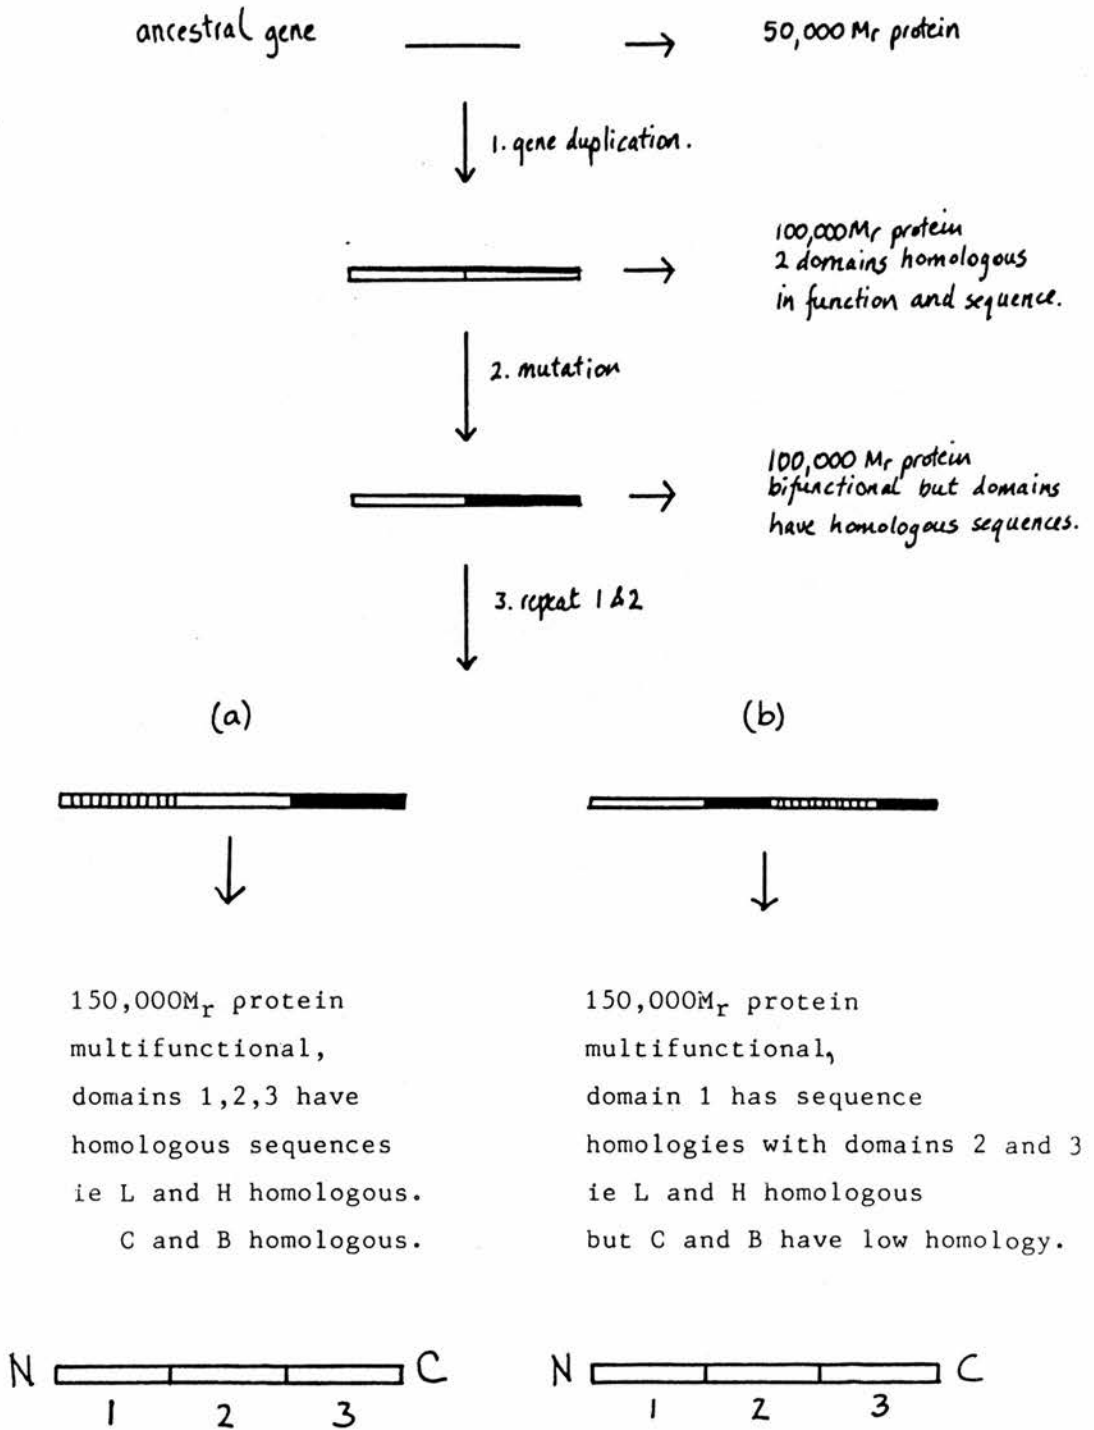 ancestral gene
50,000 Mr protein
1. gene duplication.
100,000 Mr protein
2 domains homologous
in function and sequence.
2. mutation
100,000 Mr protein
bifunctional but domains
have homologous sequences.
3. repeat 1 & 2
(a)
(b)
150,000Mr protein
multifunctional,
domains 1,2,3 have
homologous sequences
ie L and H homologous.
C and B homologous.
150,000Mr protein
multifunctional,
domain 1 has sequence
homologies with domains 2 and 3
ie L and H homologous
but C and B have low homology.
N C
1 2 3
N C
1 2 3